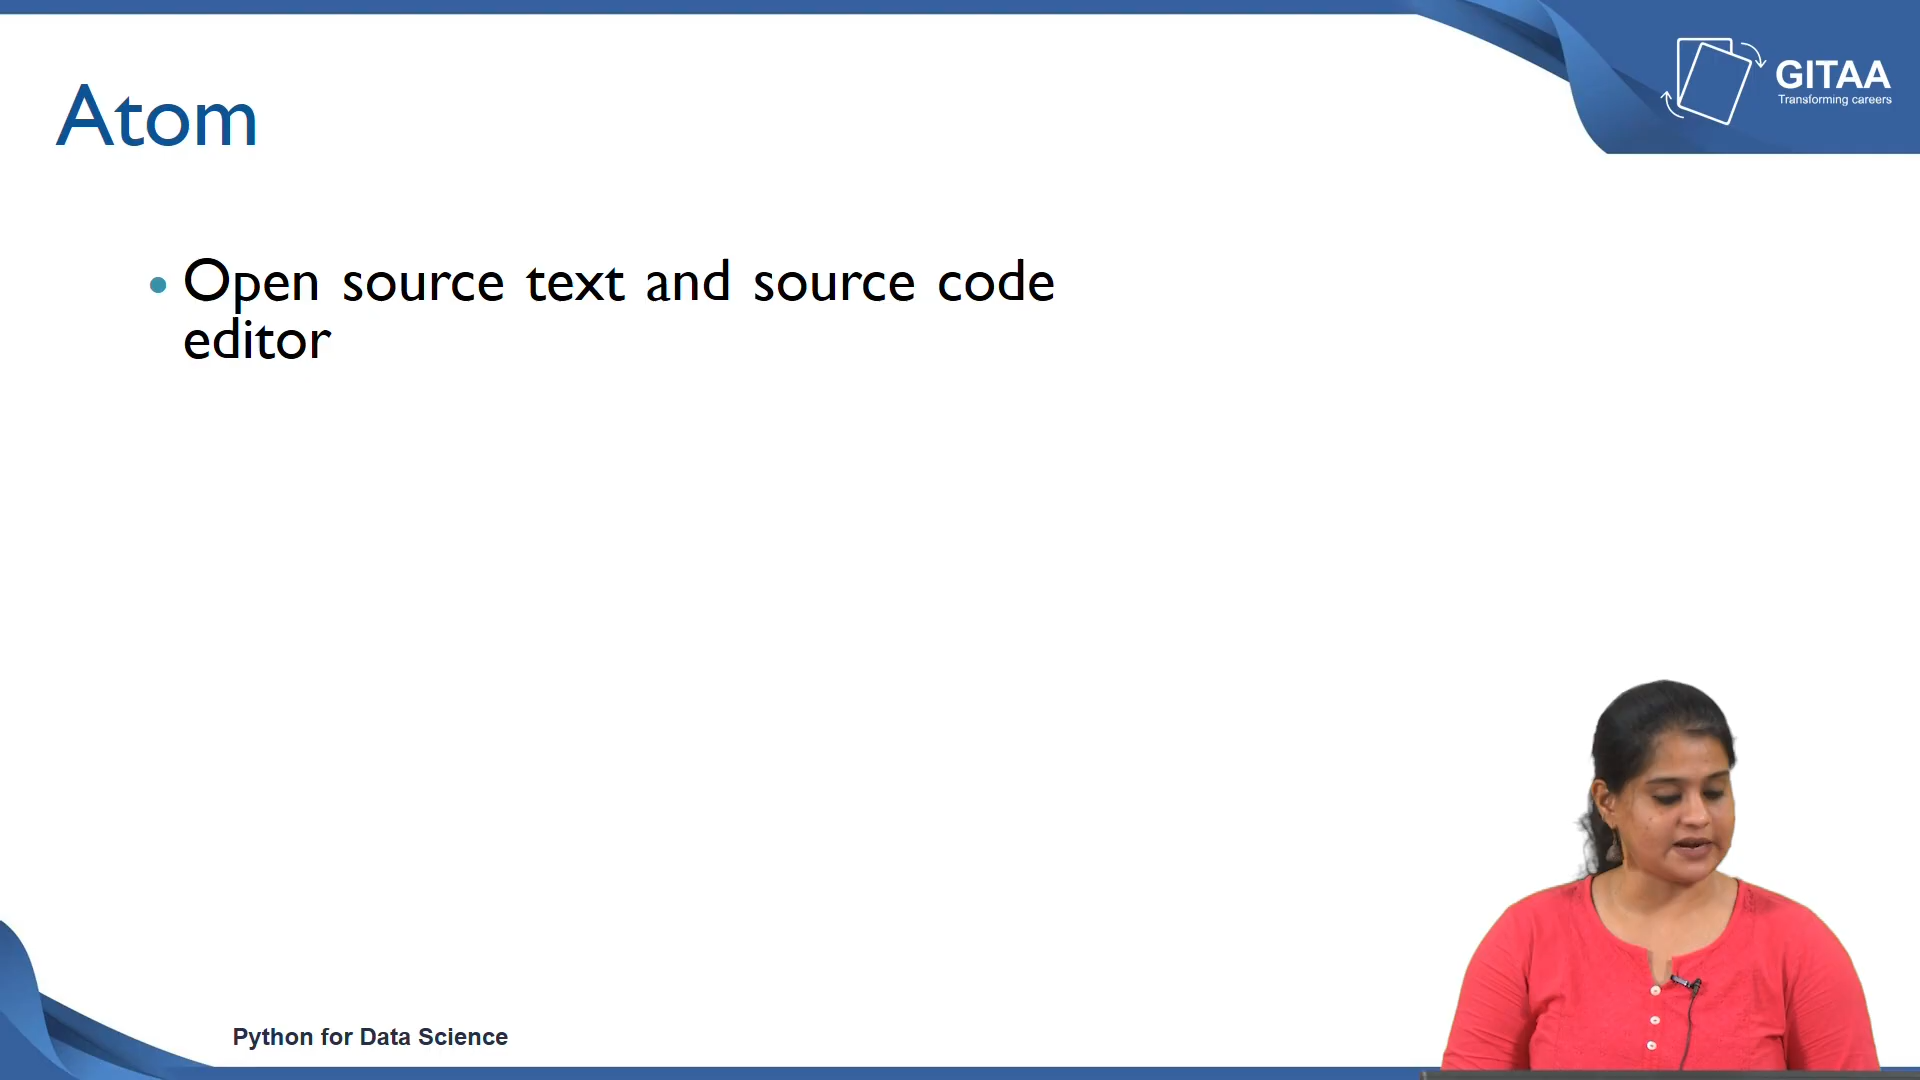 GITAA
Transforming careers
Atom
• Open source text and source code
editor
Python for Data Science